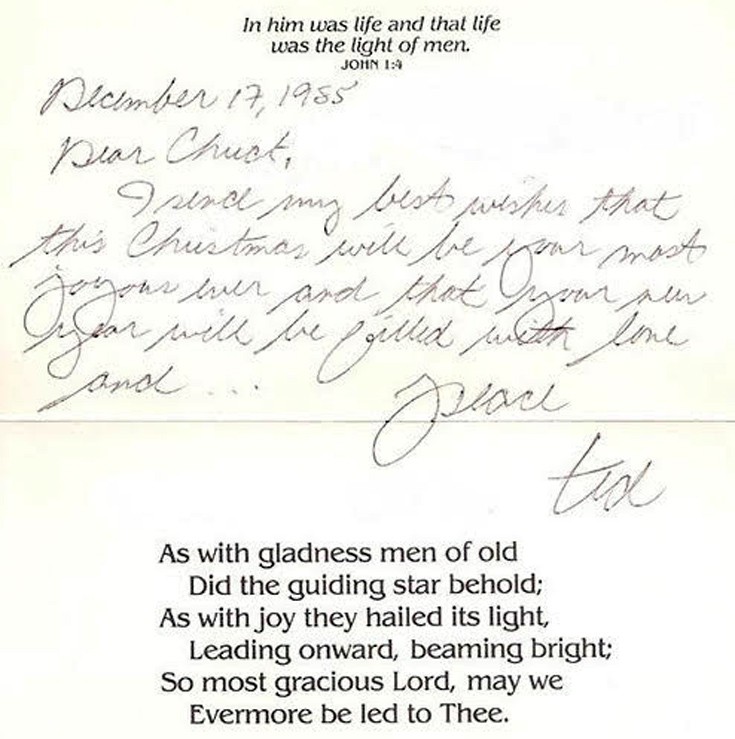 In him was life and that life
was the light of men.
JOHN 1:4
December 17, 1985
Dear
I send my best wishes that
this Christmas will be your most
joyous ever and that your new
year will be filled with love
and ... peace
Ted
As with gladness men of old
Did the guiding star behold;
As with joy they hailed its light,
Leading onward, beaming bright;
So most gracious Lord, may we
Evermore be led to Thee.